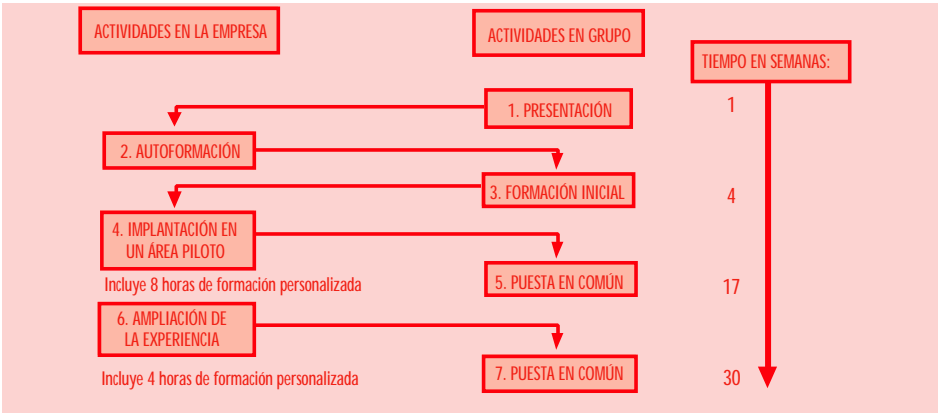 ACTIVIDADES EN LA EMPRESA
ACTIVIDADES EN GRUPO
TIEMPO EN SEMANAS:
1. PRESENTACIÓN
1
2. AUTOFORMACIÓN
3. FORMACIÓN INICIAL
4
4. IMPLANTACIÓN EN
UN ÁREA PILOTO
Incluye 8 horas de formación personalizada
5. PUESTA EN COMÚN
17
6. AMPLIACIÓN DE
LA EXPERIENCIA
Incluye 4 horas de formación personalizada
7. PUESTA EN COMÚN
30